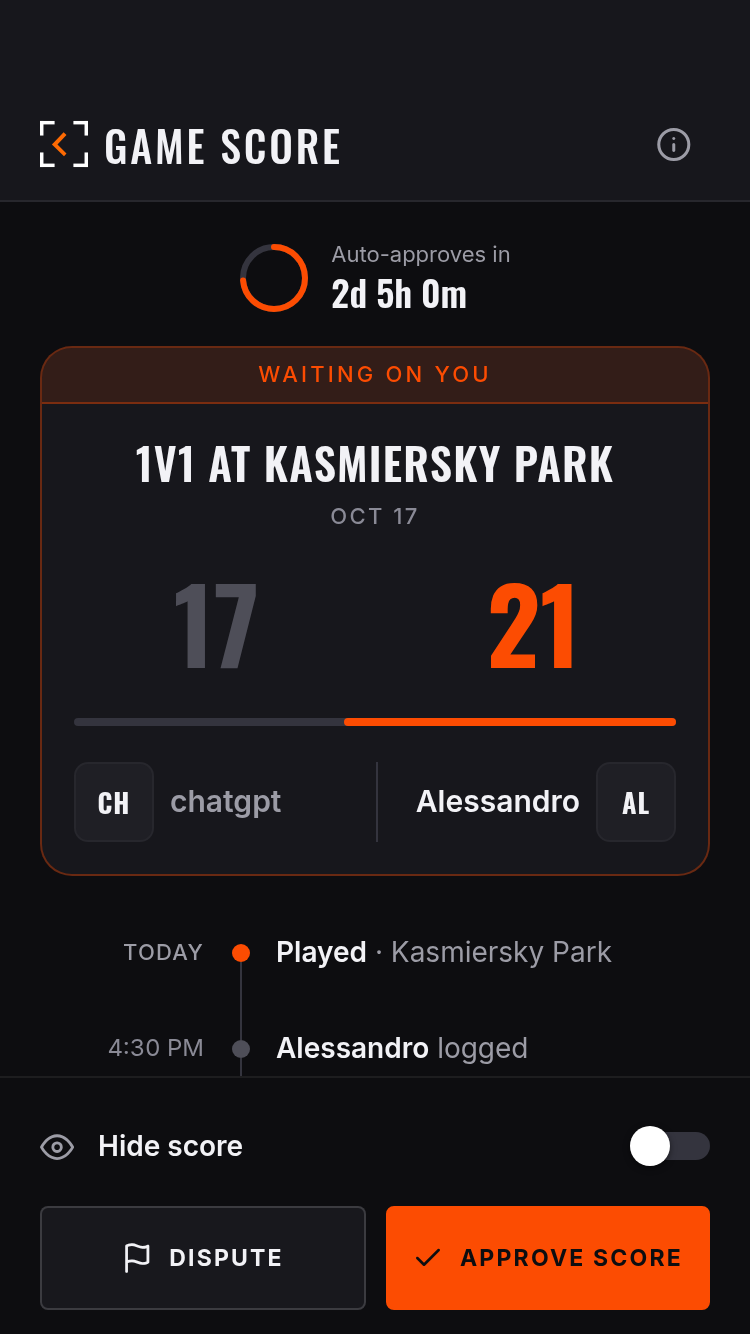 GAME SCORE
Auto-approves in
2d 5h 0m
WAITING ON YOU
1V1 AT KASMIERSKY PARK
OCT 17
17 21
CH chatgpt Alessandro AL
TODAY Played · Kasmiersky Park
4:30 PM Alessandro logged
Hide score
DISPUTE APPROVE SCORE